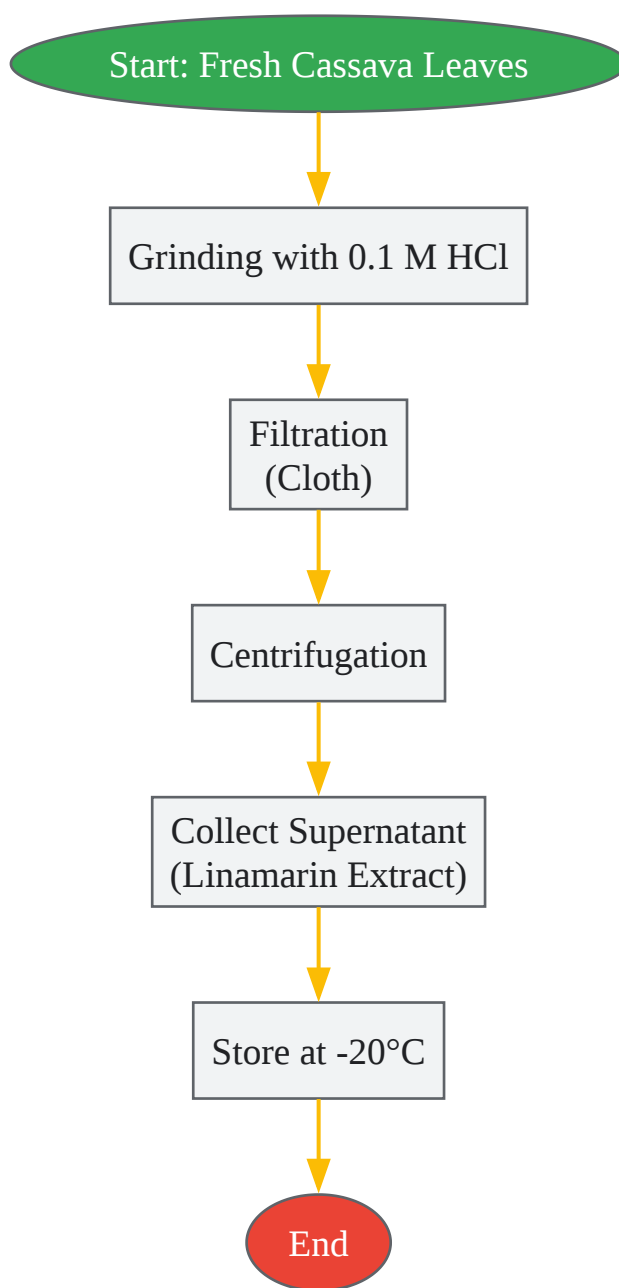 Start: Fresh Cassava Leaves
Grinding with 0.1 M HCl
Filtration
(Cloth)
Centrifugation
Collect Supernatant
(Linamarin Extract)
Store at -20°C
End